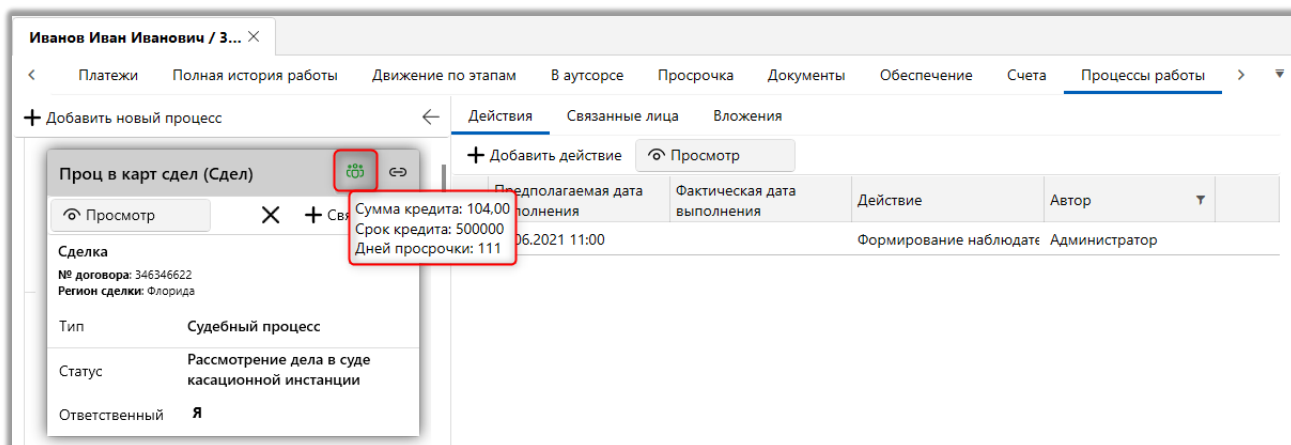 Иванов Иван Иванович / 3...
Платежи Полная история работы Движение по этапам В аутсорсе Просрочка Документы Обеспечение Счета Процессы работы
Добавить новый процесс
Действия Связанные лица Вложения
Добавить действие Просмотр
Проц в карт сдел (Сдел)
Просмотр
Сумма кредита: 104,00
Срок кредита: 500000
Дней просрочки: 111
Сделка
№ договора: 346346622
Регион сделки: Флорида
Тип Судебный процесс
Статус Рассмотрение дела в суде
касационной инстанции
Ответственный Я
Предполагаемая дата
Фактическая дата
выполнения
Действие
Автор
06.2021 11:00 Формирование наблюдате Администратор